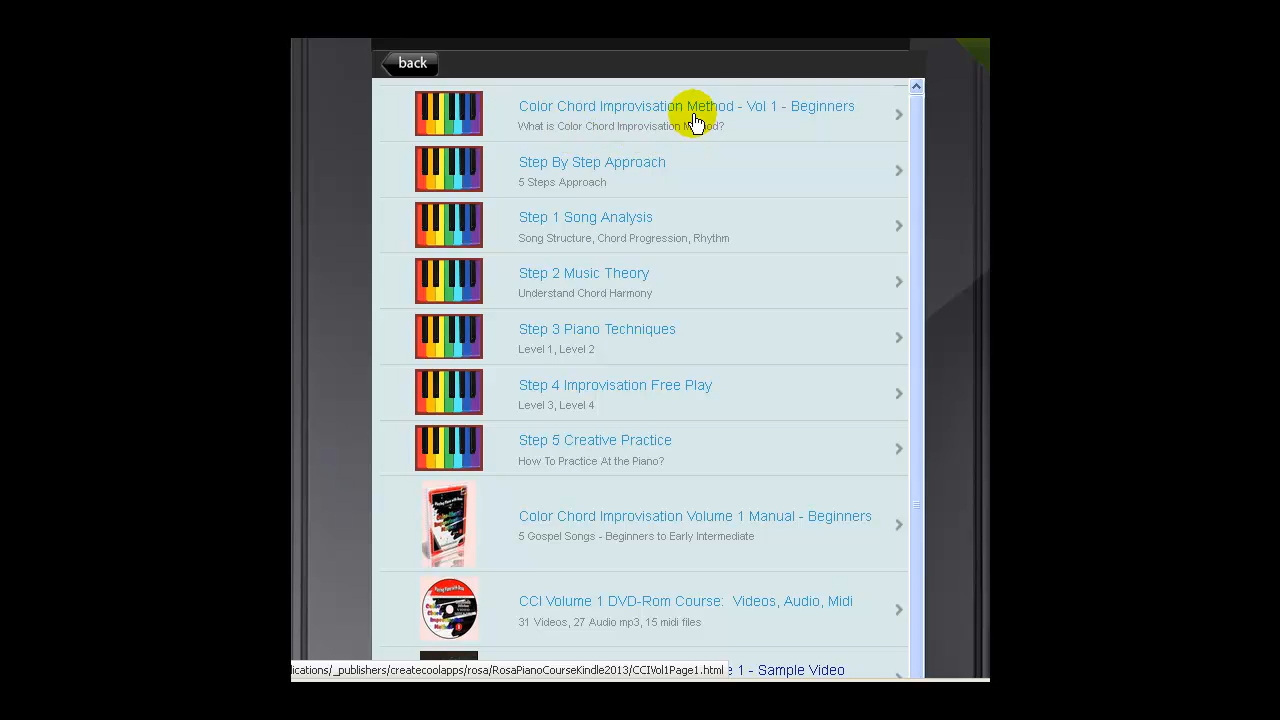 back
Color Chord Improvisation Method - Vol 1 - Beginners
What is Color Chord Improvisation Method?
Step By Step Approach
5 Steps Approach
Step 1 Song Analysis
Song Structure, Chord Progression, Rhythm
Step 2 Music Theory
Understand Chord Harmony
Step 3 Piano Techniques
Level 1, Level 2
Step 4 Improvisation Free Play
Level 3, Level 4
Step 5 Creative Practice
How To Practice At the Piano?
Color Chord Improvisation Volume 1 Manual - Beginners
5 Gospel Songs - Beginners to Early Intermediate
CCI Volume 1 DVD Rom Course: Videos, Audio, Midi
31 Videos, 27 Audio mp3, 15 midi files
lications/_publishers/createcoolapps/rosa/RosaPianoCourseKindle2013/CCIVol1Page1.html
1 - Sample Video